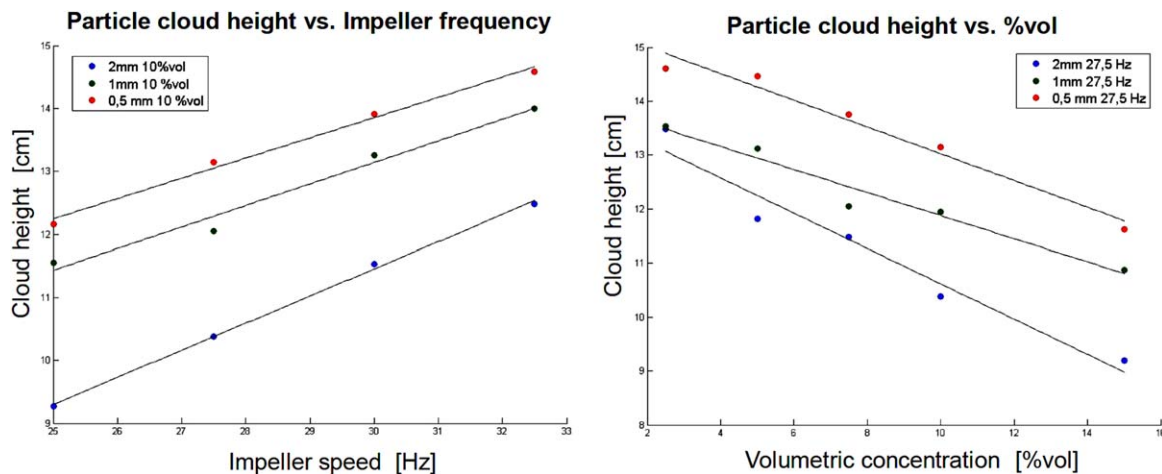 Particle cloud height vs. Impeller frequency
15
14
13
12
11
10
9
2mm 10%vol
1mm 10 %vol
0,5 mm 10 %vol
Cloud height [cm]
25 26 27 28 29 30 31 32 33
Impeller speed [Hz]
Particle cloud height vs. %vol
15
14
13
12
11
10
9
8
2mm 27,5 Hz
1mm 27,5 Hz
0,5 mm 27,5 Hz
Cloud height [cm]
2 4 6 8 10 12 14 16
Volumetric concentration [%vol]